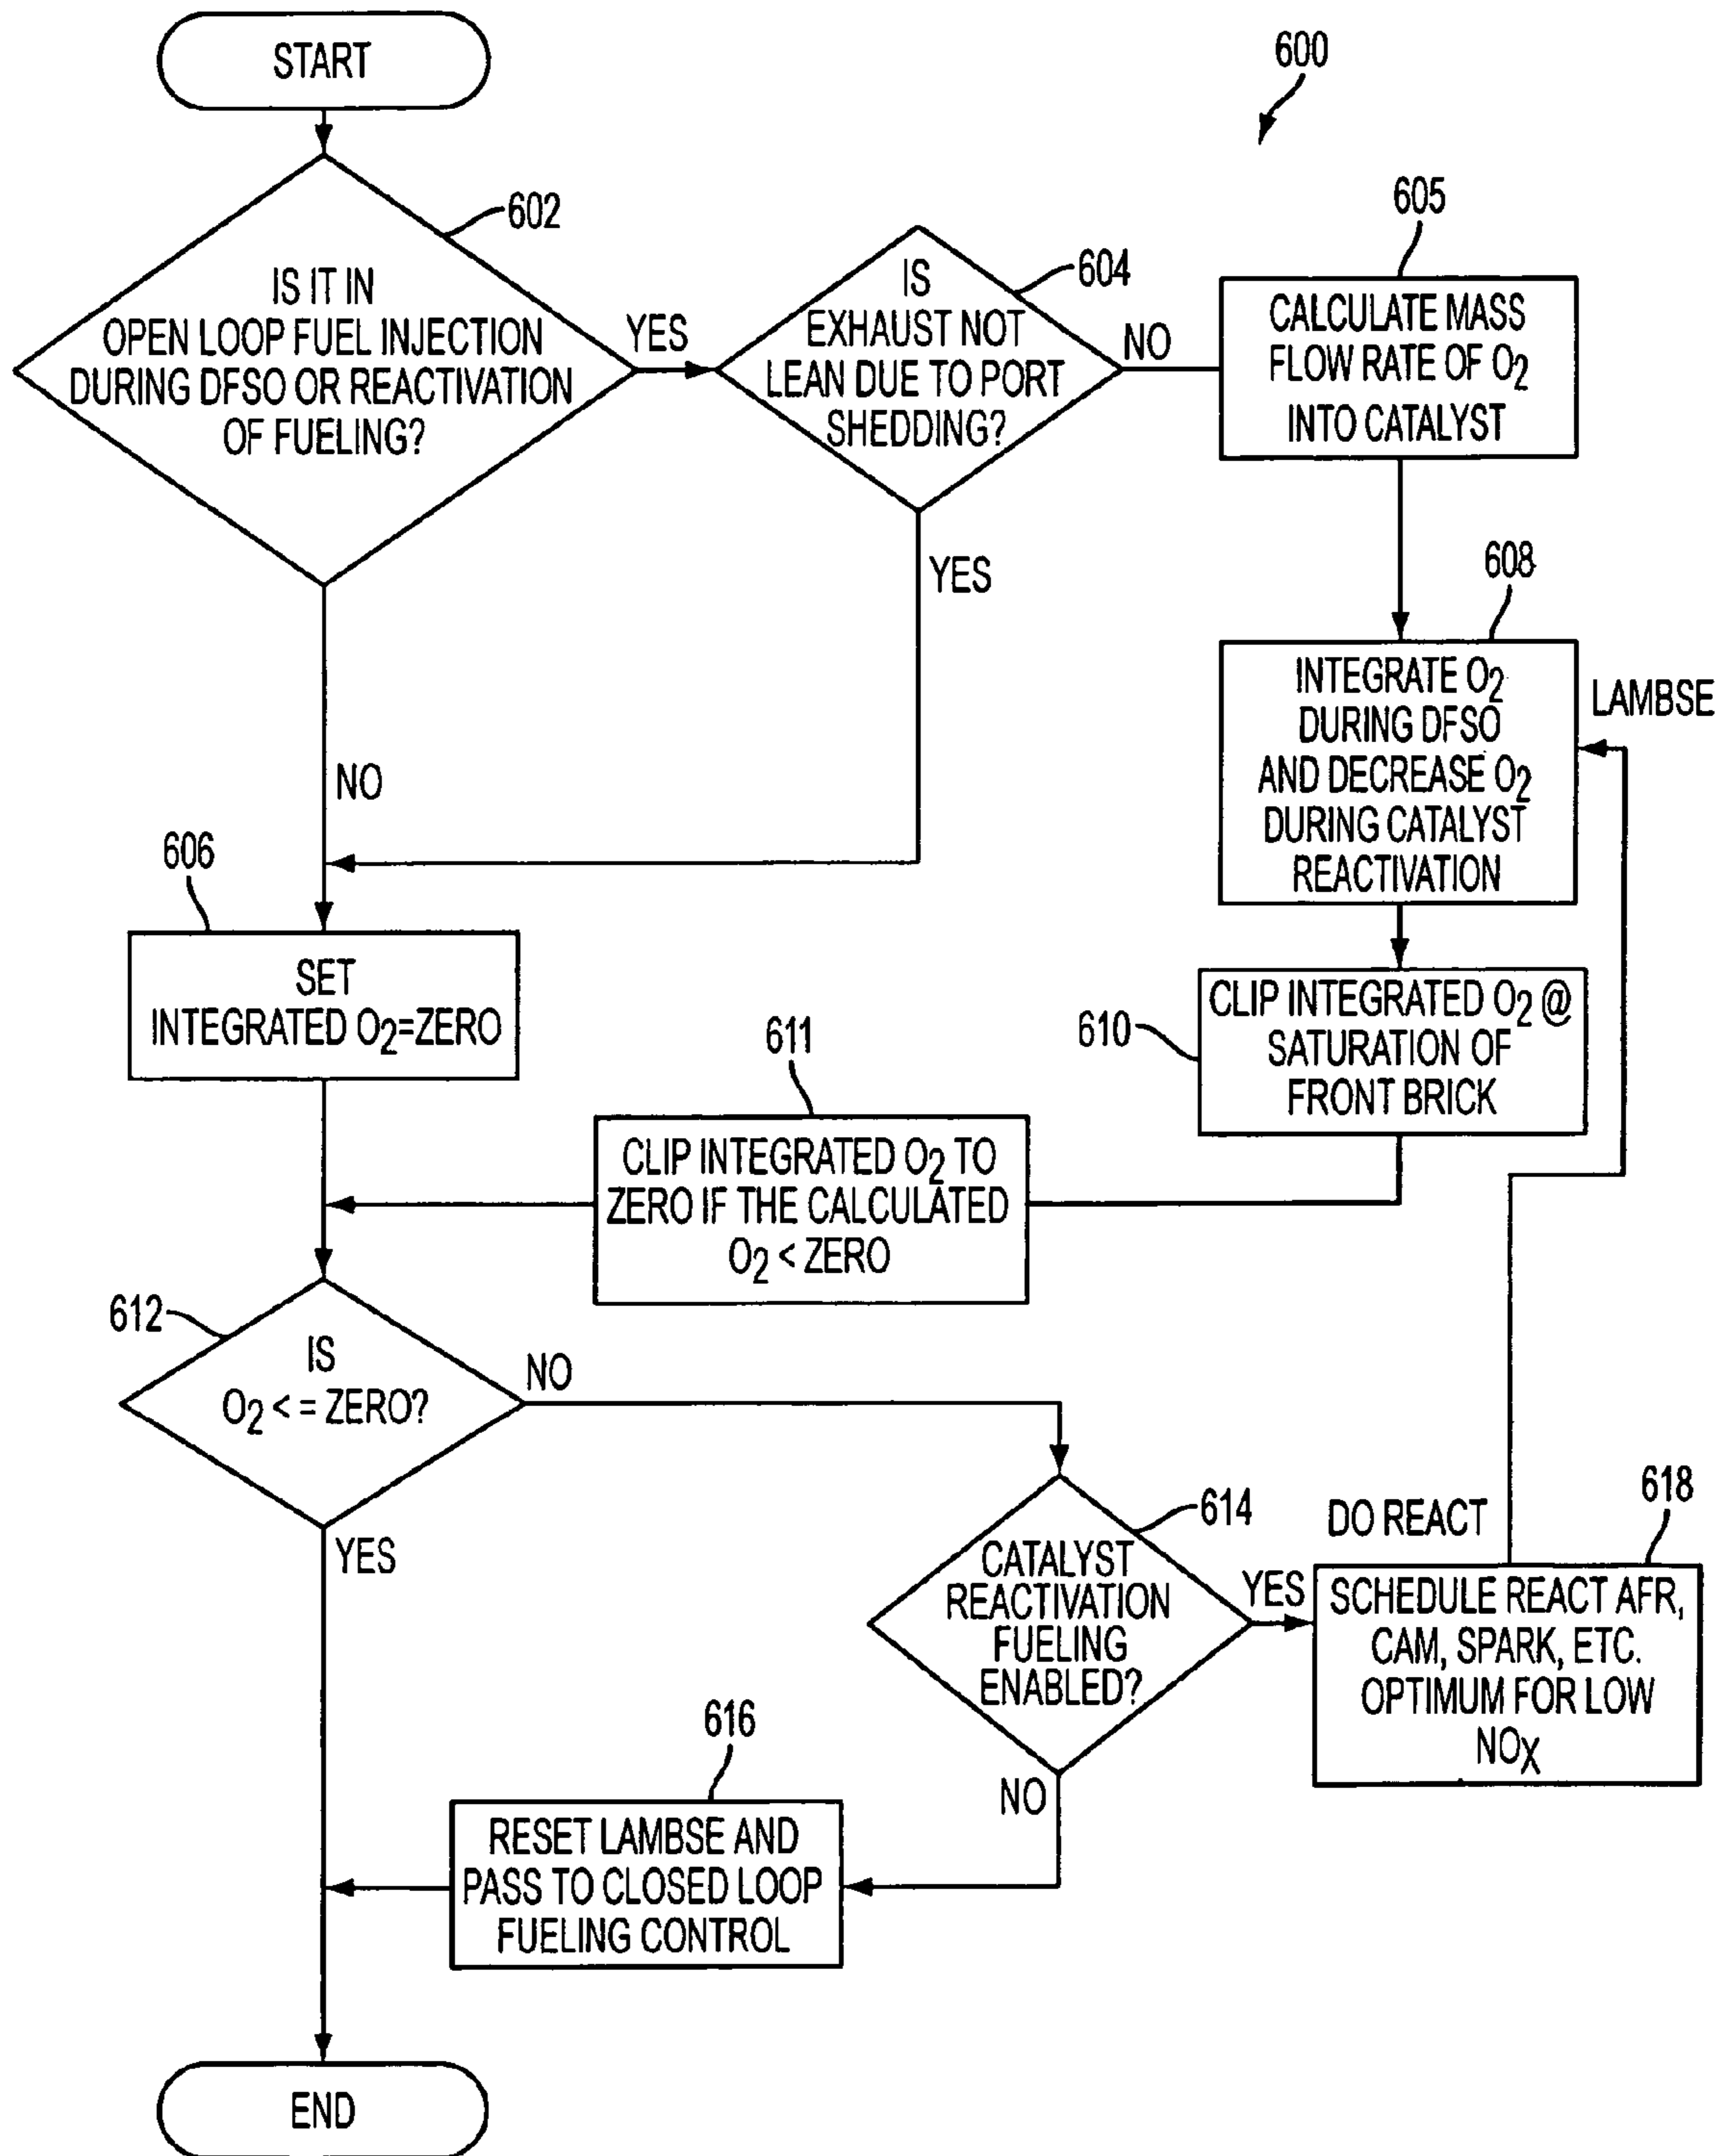 START
600
602
IS IT IN
OPEN LOOP FUEL INJECTION
DURING DFSO OR REACTIVATION
OF FUELING?
YES
604
IS
EXHAUST NOT
LEAN DUE TO PORT
SHEDDING?
NO
605
CALCULATE MASS
FLOW RATE OF O2
INTO CATALYST
YES
NO
608
INTEGRATE O2
DURING DFSO
AND DECREASE O2
DURING CATALYST
REACTIVATION
LAMBSE
606
SET
INTEGRATED O2=ZERO
610
CLIP INTEGRATED O2 @
SATURATION OF
FRONT BRICK
611
CLIP INTEGRATED O2 TO
ZERO IF THE CALCULATED
O2 < ZERO
612
IS
O2 < = ZERO?
NO
YES
614
CATALYST
REACTIVATION
FUELING
ENABLED?
YES
NO
DO REACT
618
SCHEDULE REACT AFR,
CAM, SPARK, ETC.
OPTIMUM FOR LOW
NOX
616
RESET LAMBSE AND
PASS TO CLOSED LOOP
FUELING CONTROL
END